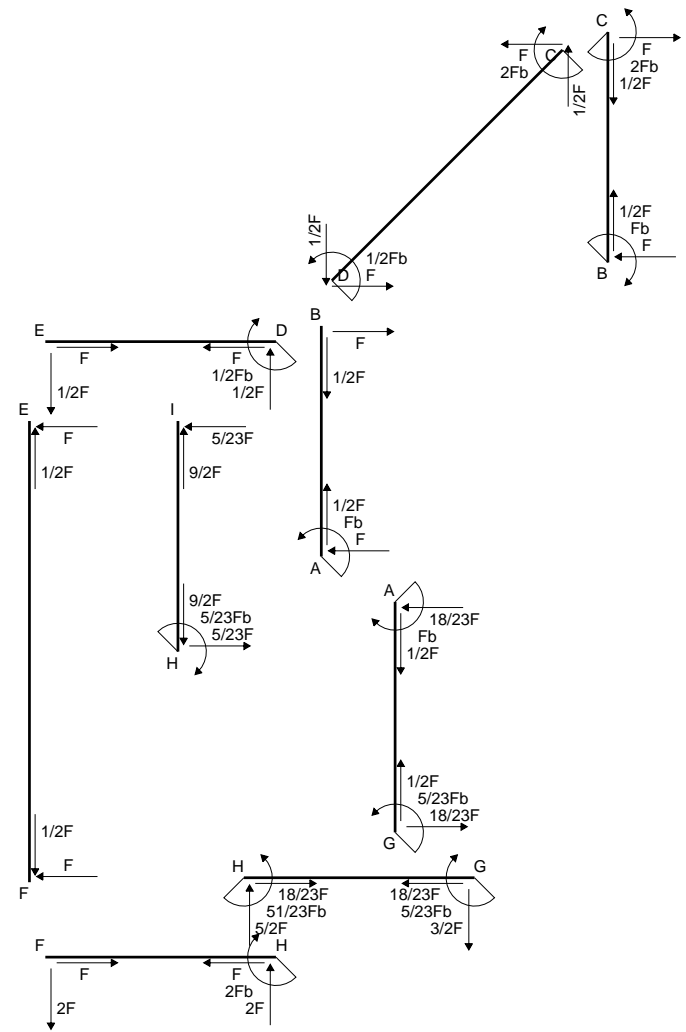 C
F
2Fb
1/2F
C
F
2Fb
1/2F
1/2F
Fb
F
B
1/2F
1/2Fb
D
F
E
D
F
F
1/2Fb
1/2F
1/2F
B
F
1/2F
1/2F
Fb
F
A
E
F
1/2F
1/2F
F
F
I
5/23F
9/2F
9/2F
5/23Fb
5/23F
H
A
18/23F
Fb
1/2F
1/2F
5/23Fb
18/23F
G
H
G
18/23F
18/23F
51/23Fb
5/23Fb
5/2F
3/2F
F
H
F
F
2Fb
2F
2F